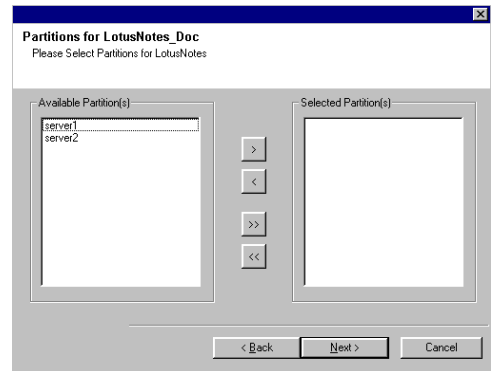 Partitions for LotusNotes_Doc
Please Select Partitions for LotusNotes
Available Partition(s)
server1
server2
>
<
>>
<<
Selected Partition(s)
< Back
Next >
Cancel